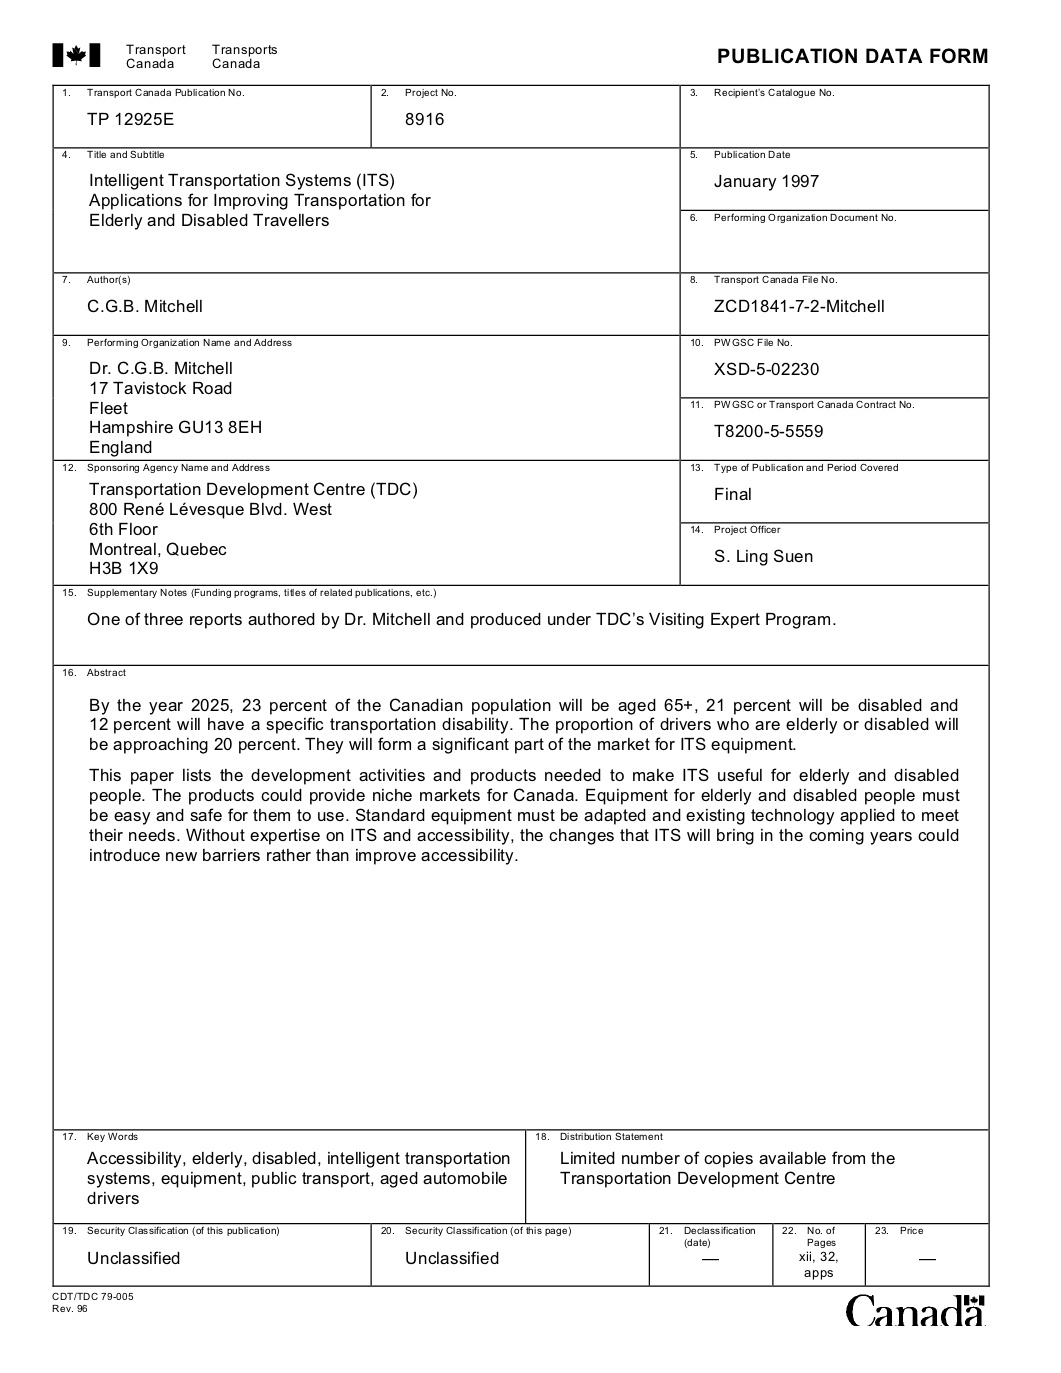 Transport Transports
Canada Canada
PUBLICATION DATA FORM
1. Transport Canada Publication No.
TP 12925E
2. Project No.
8916
3. Recipient's Catalogue No.
4. Title and Subtitle
Intelligent Transportation Systems (ITS)
Applications for Improving Transportation for
Elderly and Disabled Travellers
5. Publication Date
January 1997
6. Performing Organization Document No.
7. Author(s)
C.G.B. Mitchell
8. Transport Canada File No.
ZCD1841-7-2-Mitchell
9. Performing Organization Name and Address
Dr. C.G.B. Mitchell
17 Tavistock Road
Fleet
Hampshire GU13 8EH
England
10. PWGSC File No.
XSD-5-02230
11. PWGSC or Transport Canada Contract No.
T8200-5-5559
12. Sponsoring Agency Name and Address
Transportation Development Centre (TDC)
800 René Lévesque Blvd. West
6th Floor
Montreal, Quebec
H3B 1X9
13. Type of Publication and Period Covered
Final
14. Project Officer
S. Ling Suen
15. Supplementary Notes (Funding programs, titles of related publications, etc.)
One of three reports authored by Dr. Mitchell and produced under TDC's Visiting Expert Program.
16. Abstract
By the year 2025, 23 percent of the Canadian population will be aged 65+, 21 percent will be disabled and
12 percent will have a specific transportation disability. The proportion of drivers who are elderly or disabled will
be approaching 20 percent. They will form a significant part of the market for ITS equipment.
This paper lists the development activities and products needed to make ITS useful for elderly and disabled
people. The products could provide niche markets for Canada. Equipment for elderly and disabled people must
be easy and safe for them to use. Standard equipment must be adapted and existing technology applied to meet
their needs. Without expertise on ITS and accessibility, the changes that ITS will bring in the coming years could
introduce new barriers rather than improve accessibility.
17. Key Words
Accessibility, elderly, disabled, intelligent transportation
systems, equipment, public transport, aged automobile
drivers
18. Distribution Statement
Limited number of copies available from the
Transportation Development Centre
19. Security Classification (of this publication)
Unclassified
20. Security Classification (of this page)
Unclassified
21. Declassification
(date)
—
22. No. of
Pages
xii, 32,
apps
23. Price
—
CDT/TDC 79-005
Rev. 96
Canada